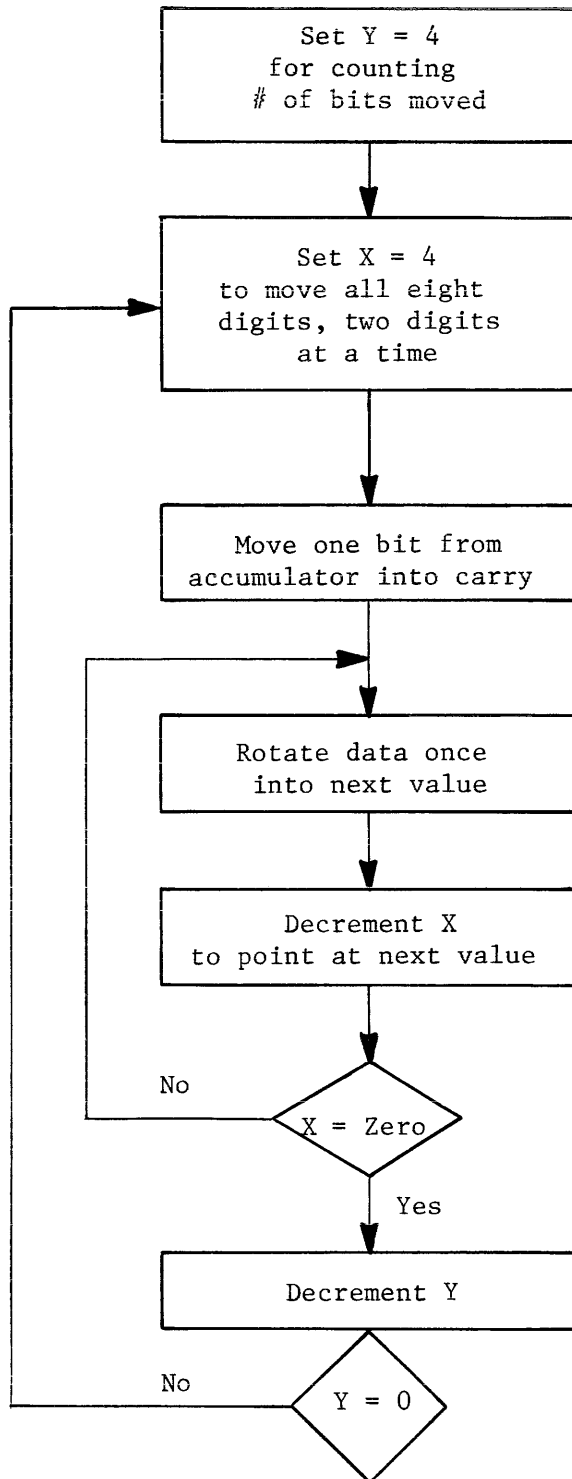 Set Y = 4
for counting
# of bits moved
Set X = 4
to move all eight
digits, two digits
at a time
Move one bit from
accumulator into carry
Rotate data once
into next value
Decrement X
to point at next value
No
X = Zero
Yes
Decrement Y
No
Y = 0